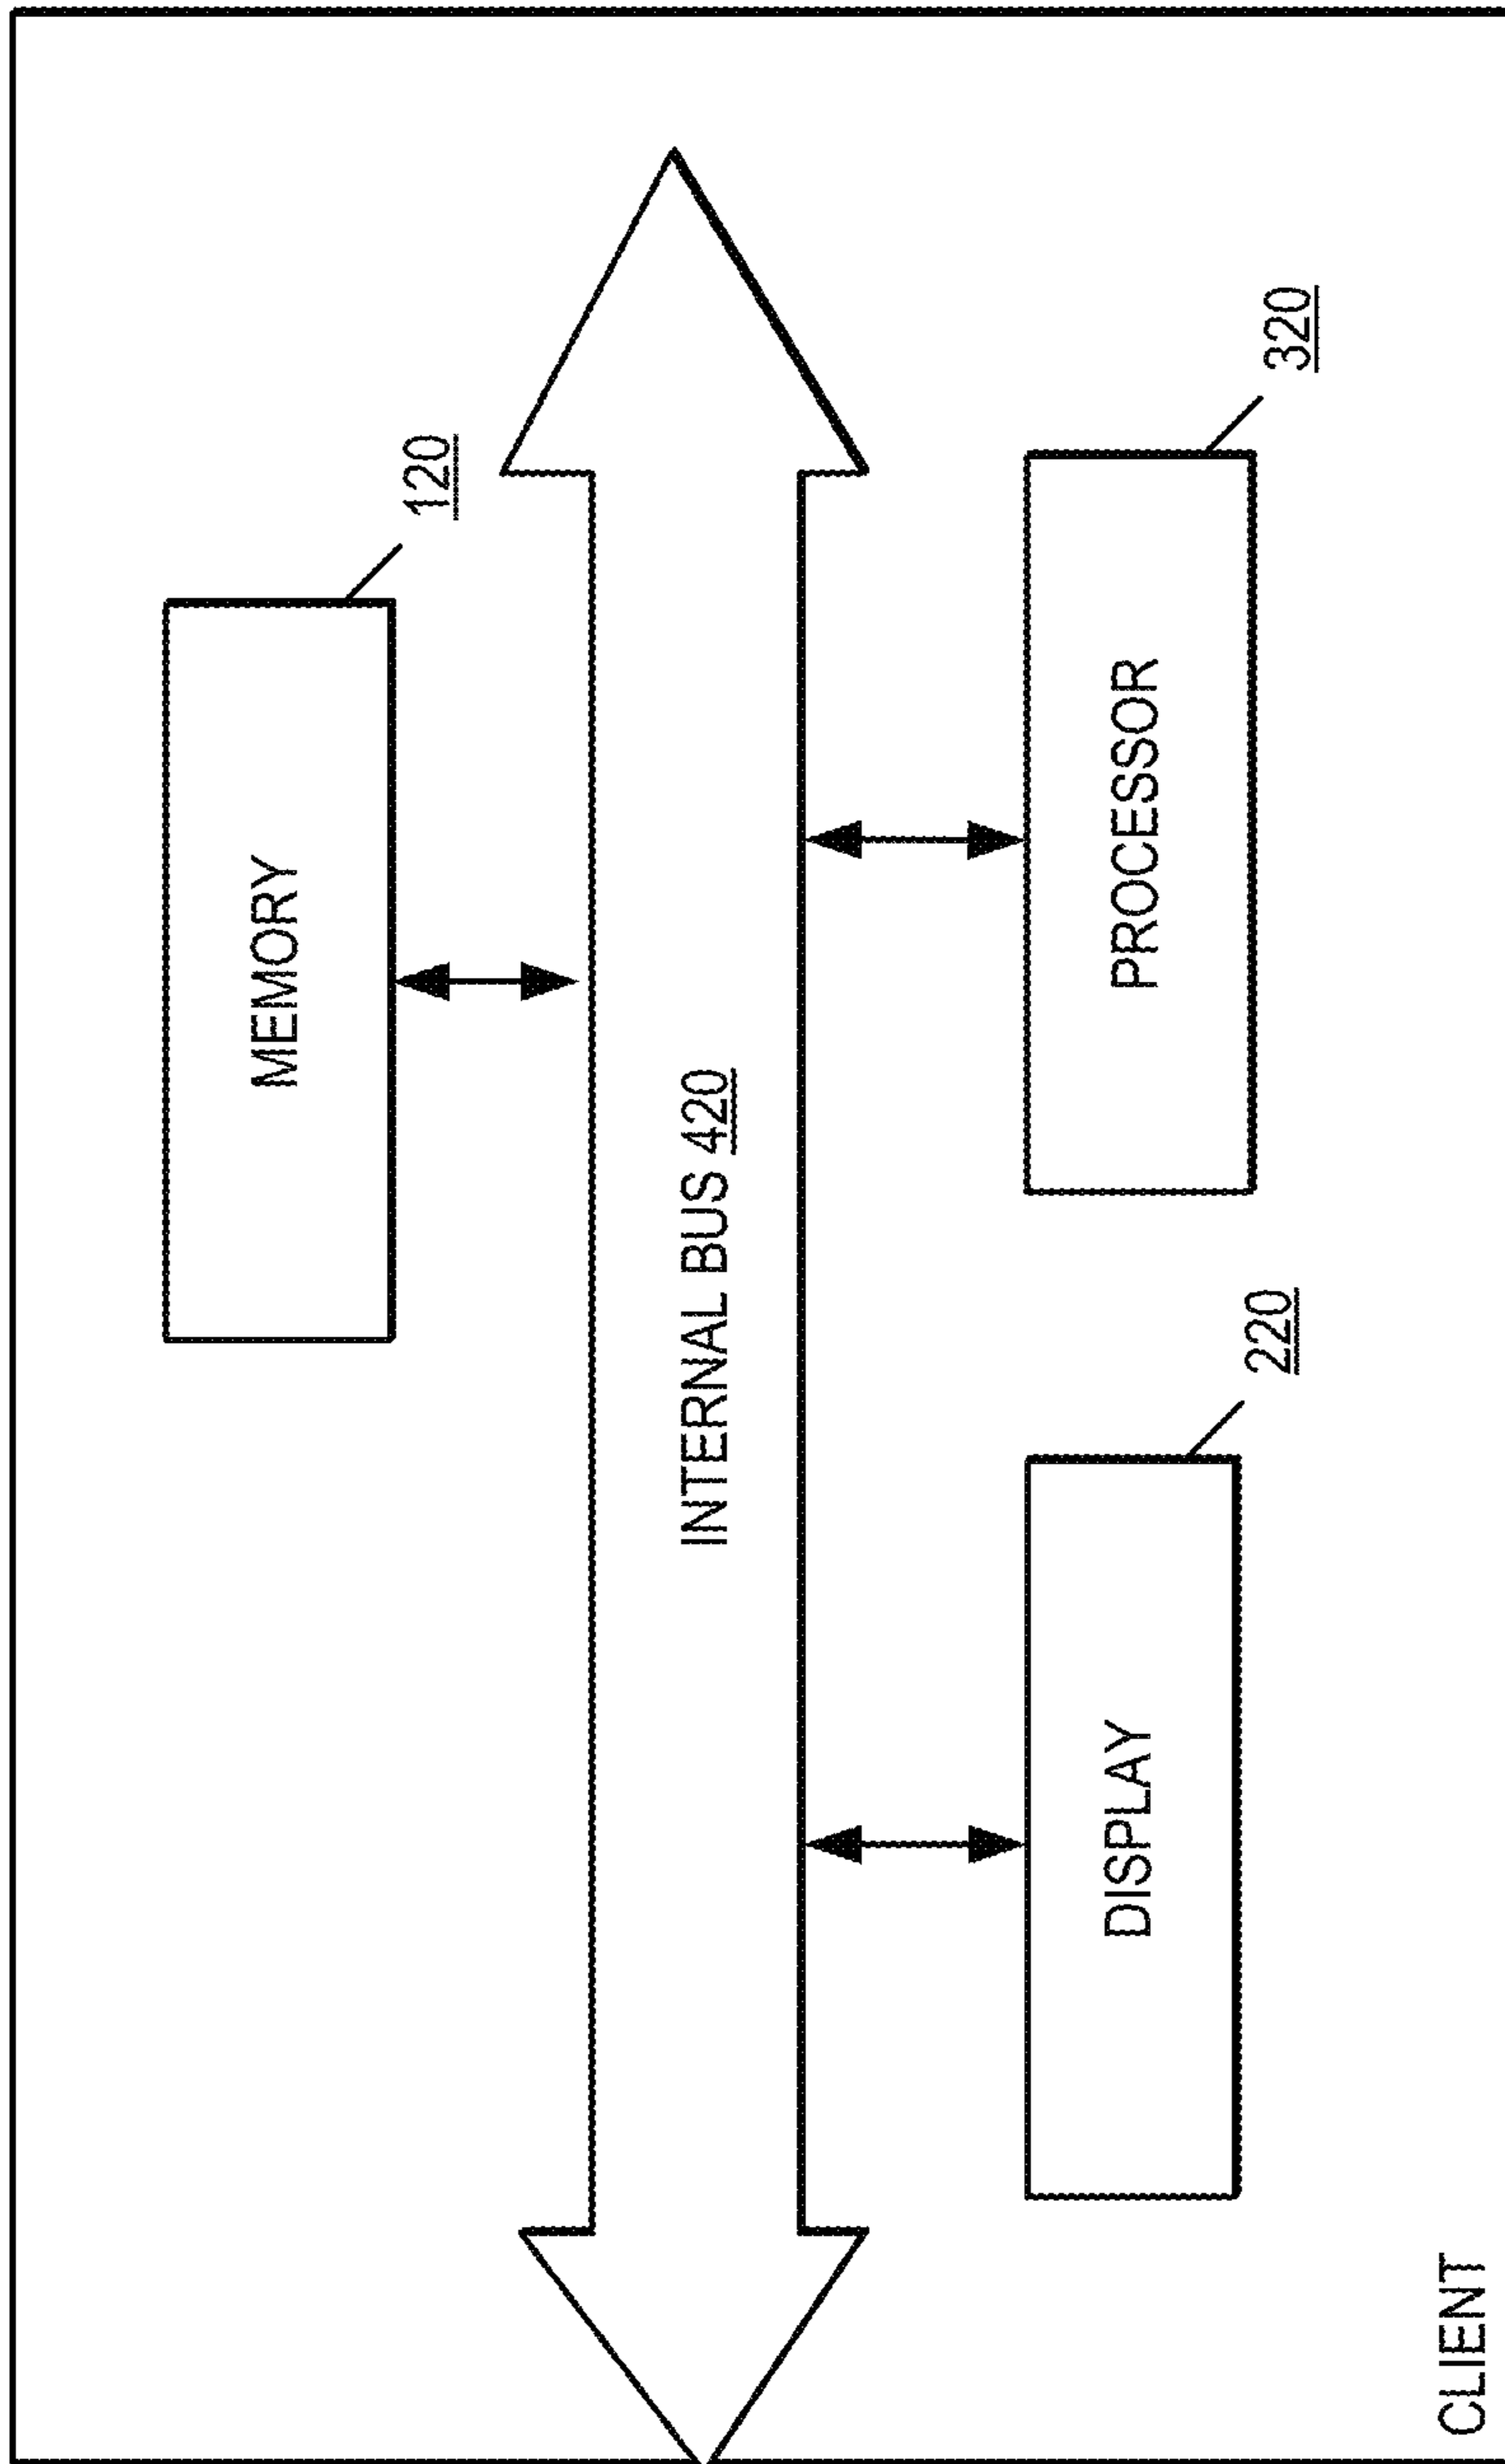 120
MEMORY
INTERNAL BUS 420
220
320
DISPLAY
PROCESSOR
CLIENT